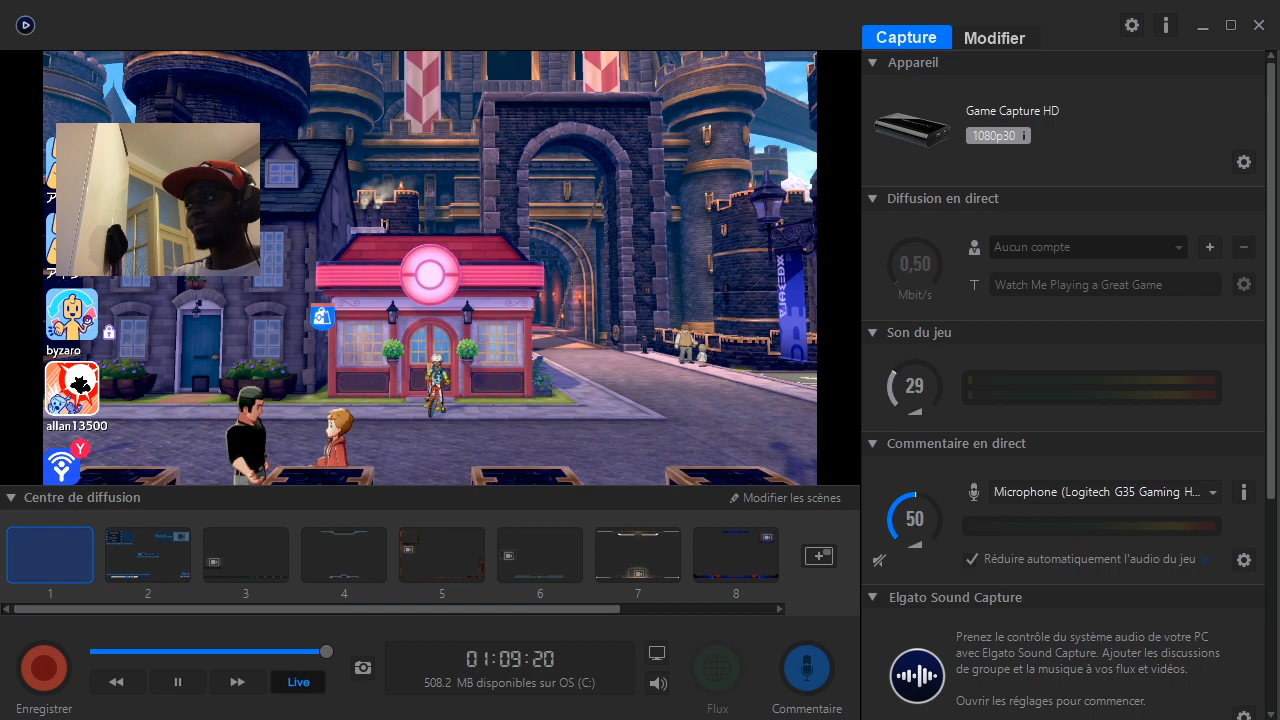 Capture Modifier
Appareil
Game Capture HD
1080p30 i
Diffusion en direct
0,50
Mbit/s
Aucun compte
T Watch Me Playing a Great Game
Son du jeu
29
Commentaire en direct
50
Microphone (Logitech G35 Gaming H...
Réduire automatiquement l'audio du jeu
Elgato Sound Capture
Prenez le contrôle du système audio de votre PC
avec Elgato Sound Capture. Ajouter les discussions
de groupe et la musique à vos flux et vidéos.
Ouvrir les réglages pour commencer.
byzaro
allan13500
Y
Centre de diffusion
Modifier les scènes
1 2 3 4 5 6 7 8
Enregistrer
Live
01:09:20
508.2 MB disponibles sur OS (C:)
Flux
Commentaire